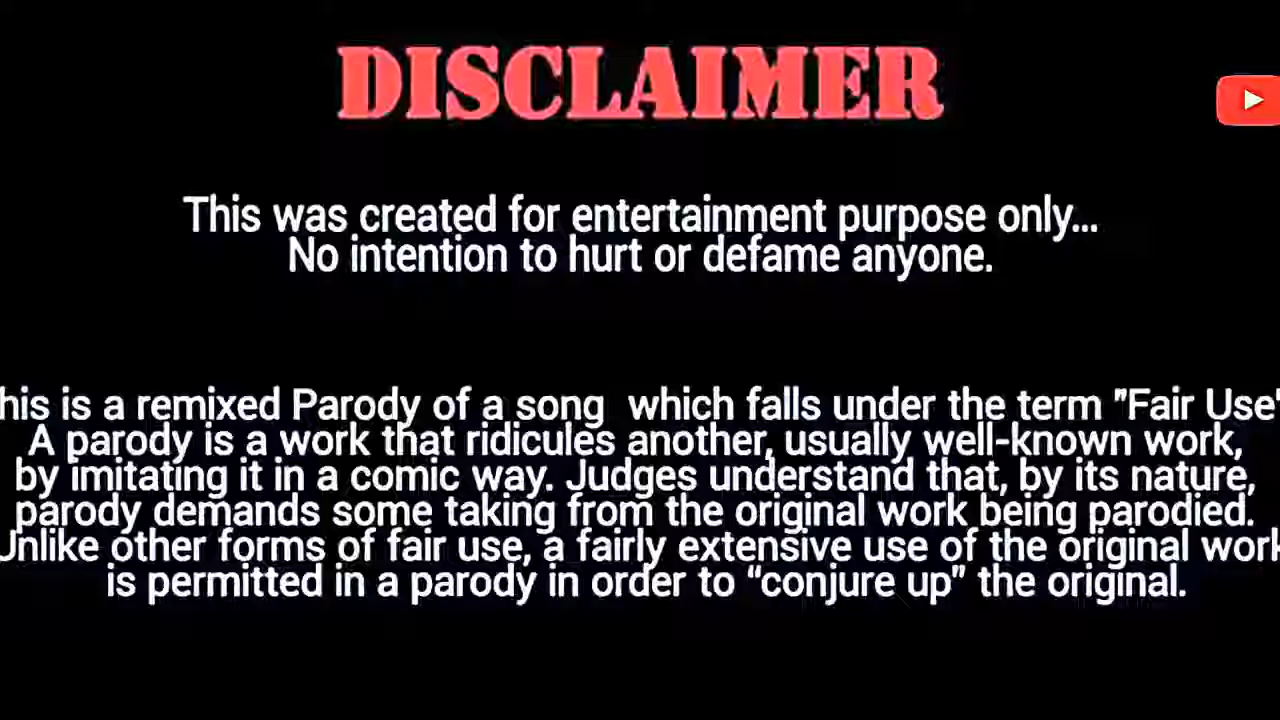 DISCLAIMER
This was created for entertainment purpose only...
No intention to hurt or defame anyone.
his is a remixed Parody of a song which falls under the term "Fair Use"
A parody is a work that ridicules another, usually well-known work,
by imitating it in a comic way. Judges understand that, by its nature,
parody demands some taking from the original work being parodied.
Unlike other forms of fair use, a fairly extensive use of the original work
is permitted in a parody in order to “conjure up” the original.